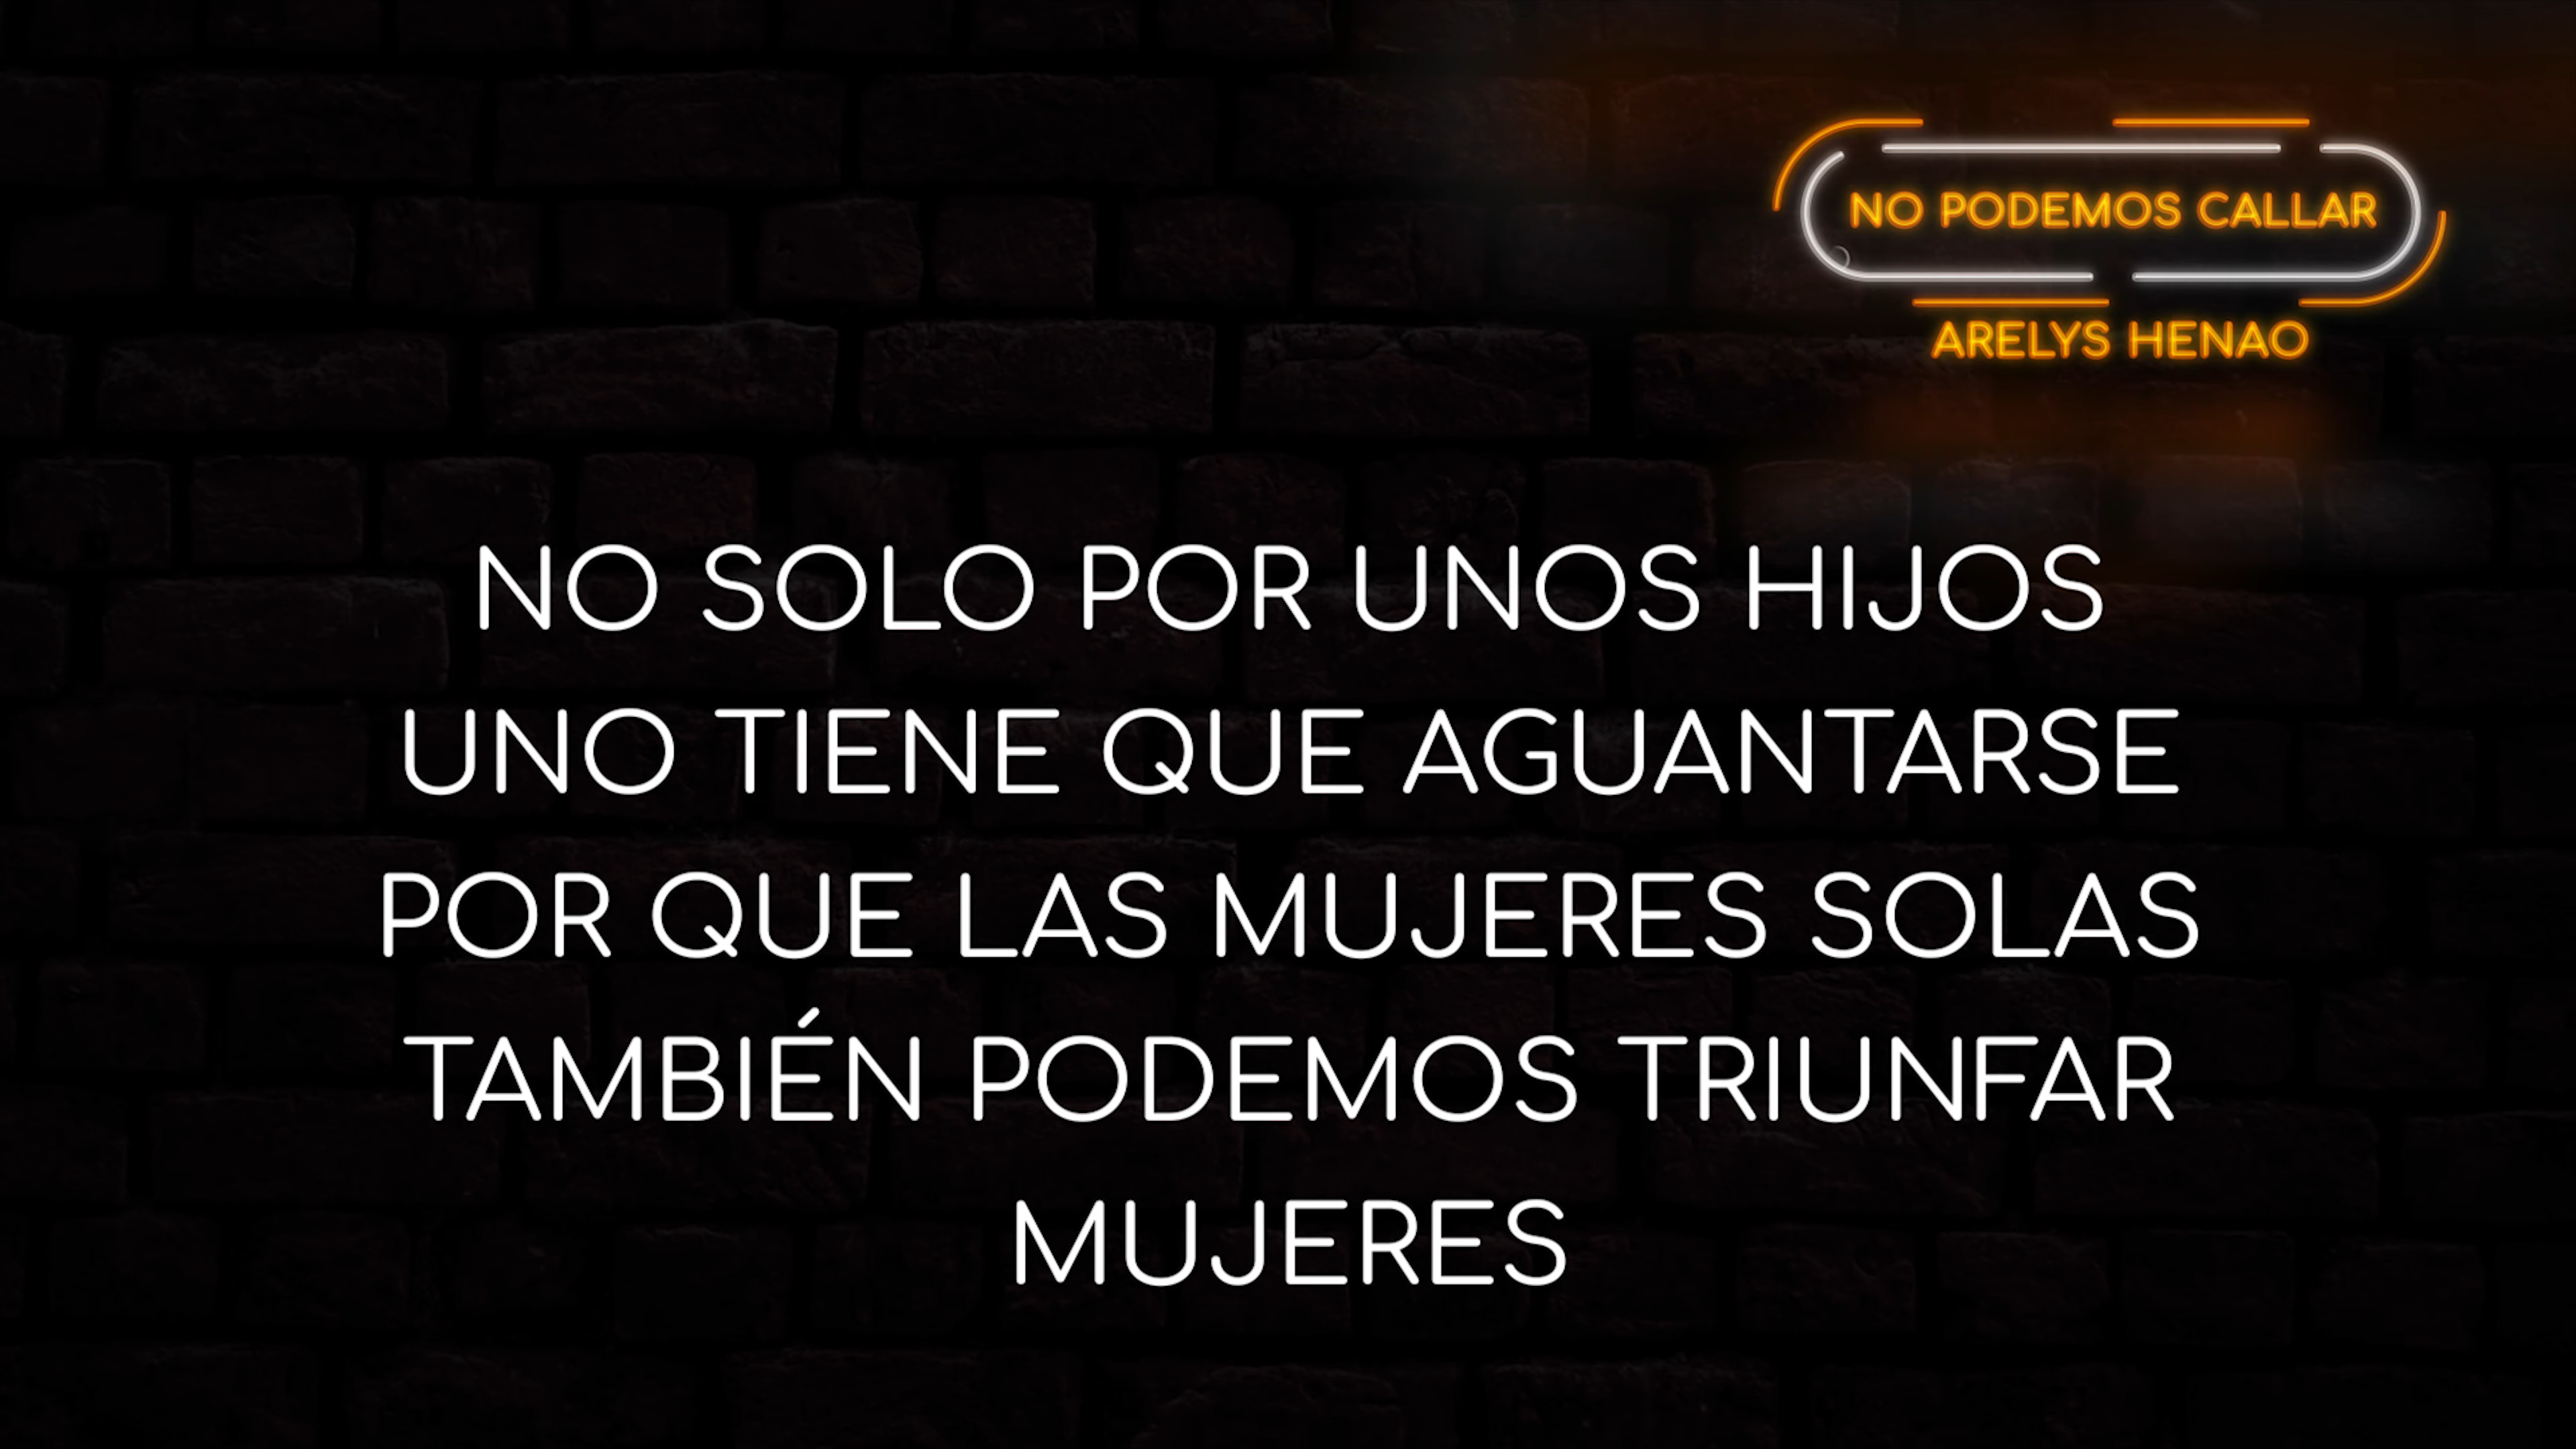 NO PODEMOS CALLAR
ARELYS HENAO
NO SOLO POR UNOS HIJOS
UNO TIENE QUE AGUANTARSE
POR QUE LAS MUJERES SOLAS
TAMBIÉN PODEMOS TRIUNFAR
MUJERES